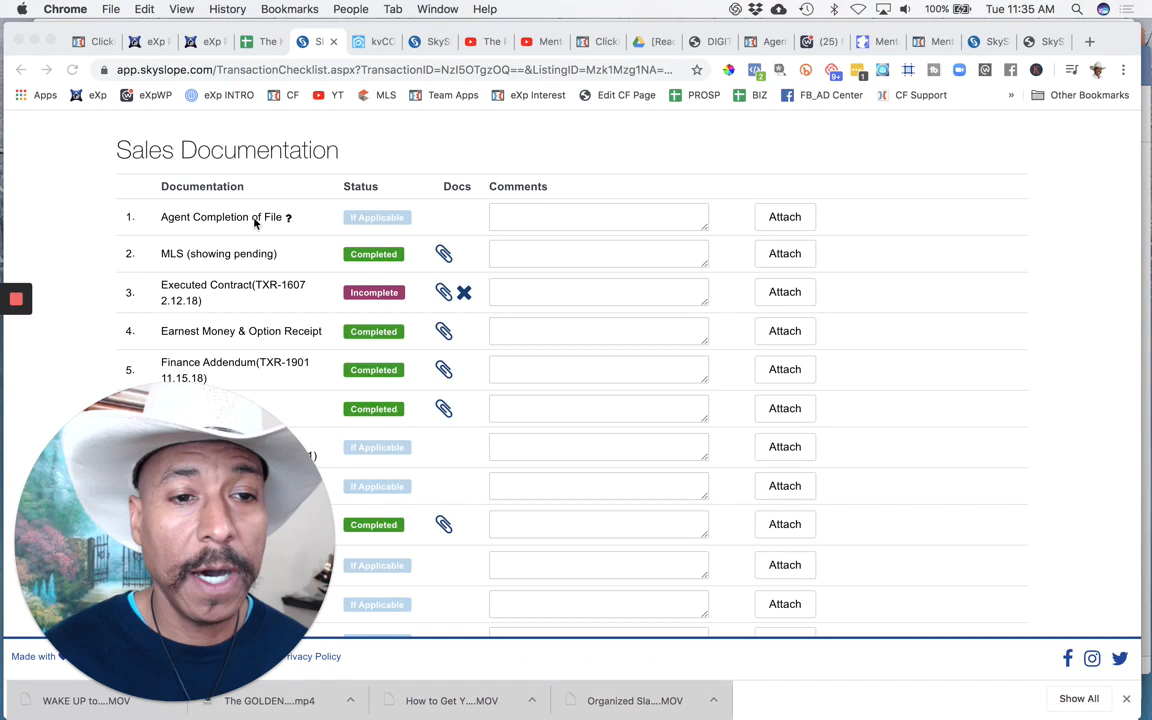 Chrome File Edit View History Bookmarks People Tab Window Help 100% Tue 11:35 AM
Click eXp eXp The SkyS kvCO SkyS The Ment Click [Rea DIGIT Agen (25) Ment Ment SkyS SkyS
app.skyslope.com/TransactionChecklist.aspx?TransactionID=NzI5OTgzOQ==&ListingID=Mzk1Mzg1NA=...
Apps eXp eXpWP eXp INTRO CF YT MLS Team Apps eXp Interest Edit CF Page PROSP BIZ FB_AD Center CF Support » Other Bookmarks
Sales Documentation
Documentation Status Docs Comments
1. Agent Completion of File ? If Applicable Attach
2. MLS (showing pending) Completed Attach
3. Executed Contract(TXR-1607 Incomplete Attach
2.12.18)
4. Earnest Money & Option Receipt Completed Attach
5. Finance Addendum(TXR-1901 Completed Attach
11.15.18)
Completed Attach
1) If Applicable Attach
If Applicable Attach
Completed Attach
If Applicable Attach
If Applicable Attach
Made with Privacy Policy
WAKE UP to....MOV The GOLDEN....mp4 How to Get Y....MOV Organized Sla....MOV Show All